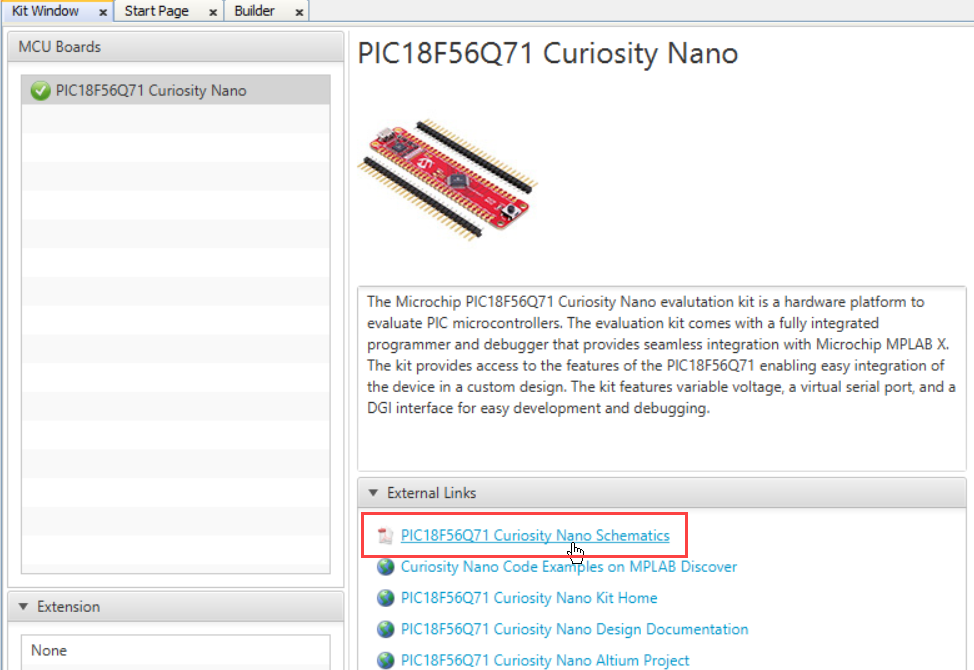 Kit Window x Start Page x Builder x
MCU Boards
PIC18F56Q71 Curiosity Nano
Extension
None
PIC18F56Q71 Curiosity Nano
The Microchip PIC18F56Q71 Curiosity Nano evalutation kit is a hardware platform to
evaluate PIC microcontrollers. The evaluation kit comes with a fully integrated
programmer and debugger that provides seamless integration with Microchip MPLAB X.
The kit provides access to the features of the PIC18F56Q71 enabling easy integration of
the device in a custom design. The kit features variable voltage, a virtual serial port, and a
DGI interface for easy development and debugging.
External Links
PIC18F56Q71 Curiosity Nano Schematics
Curiosity Nano Code Examples on MPLAB Discover
PIC18F56Q71 Curiosity Nano Kit Home
PIC18F56Q71 Curiosity Nano Design Documentation
PIC18F56Q71 Curiosity Nano Altium Project